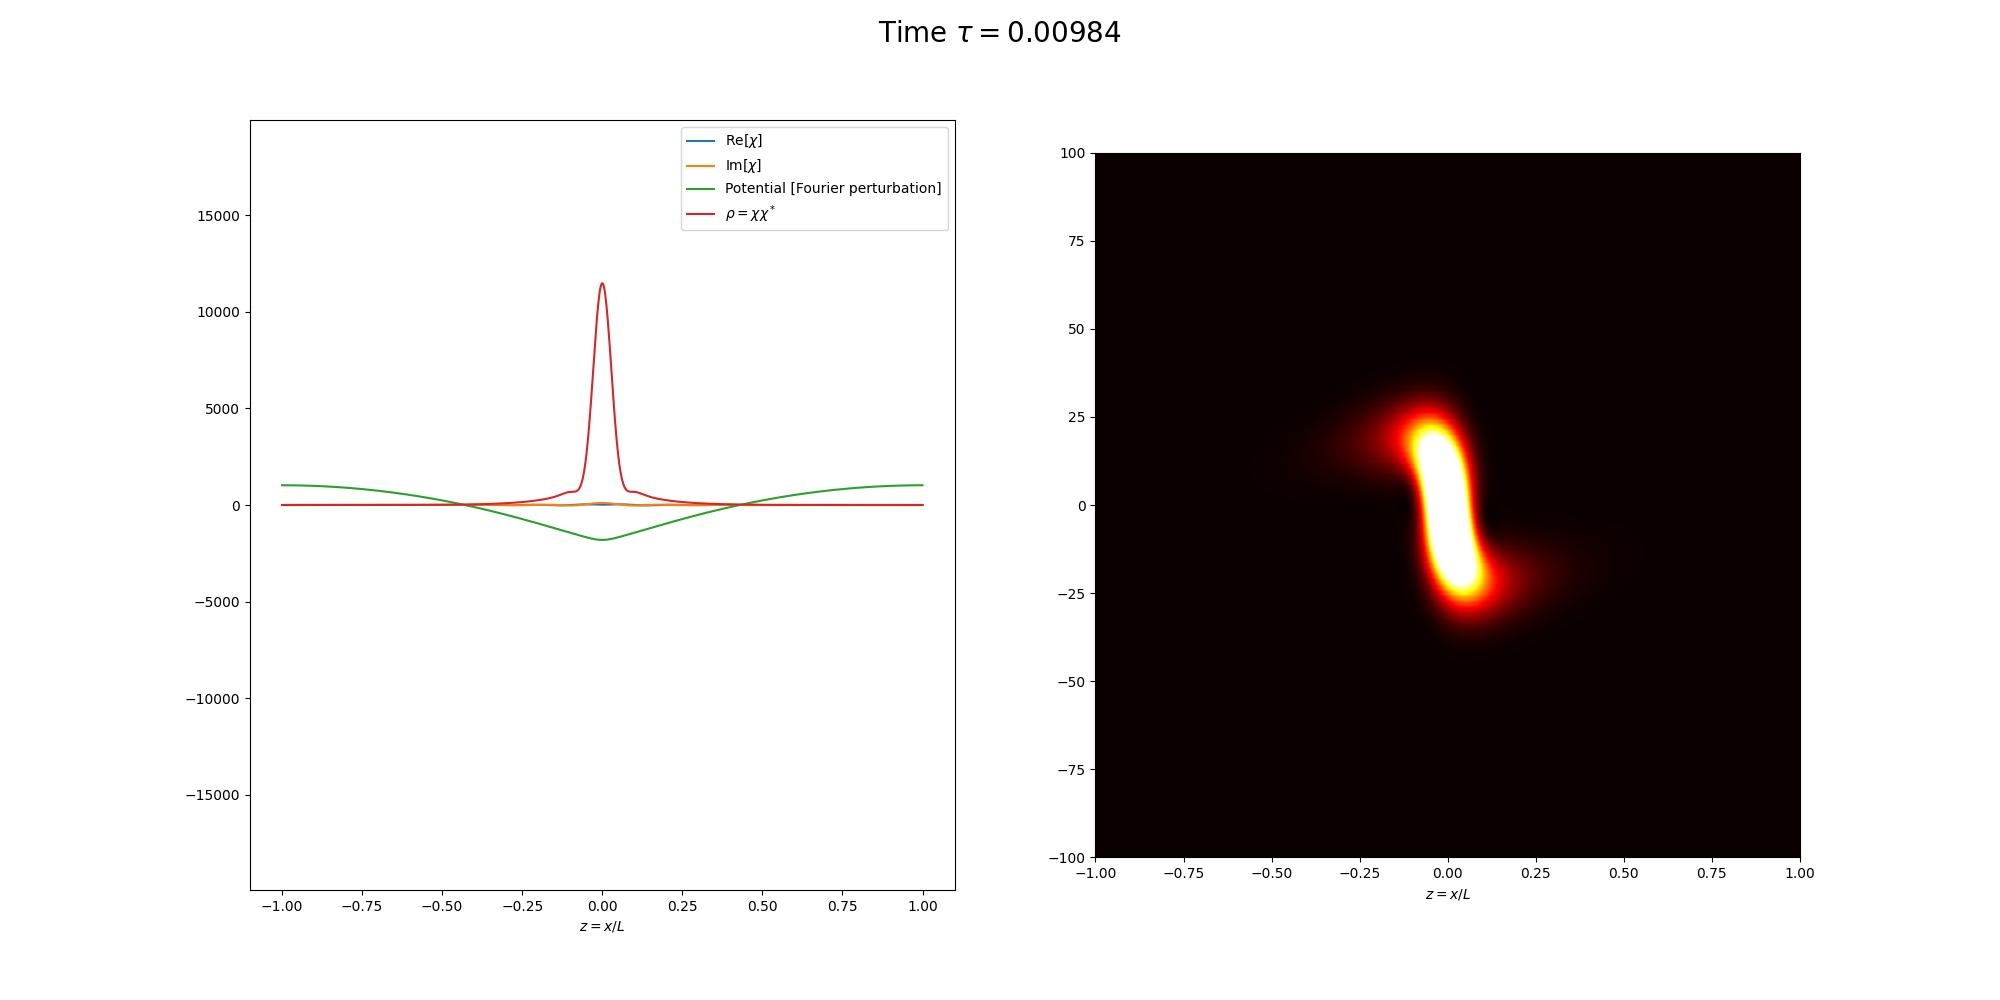 Time τ = 0.00984
Re[χ]
Im[χ]
Potential [Fourier perturbation]
ρ = χχ*
15000
10000
5000
0
−5000
−10000
−15000
−1.00 −0.75 −0.50 −0.25 0.00 0.25 0.50 0.75 1.00
z = x/L
100
75
50
25
0
−25
−50
−75
−100
−1.00 −0.75 −0.50 −0.25 0.00 0.25 0.50 0.75 1.00
z = x/L